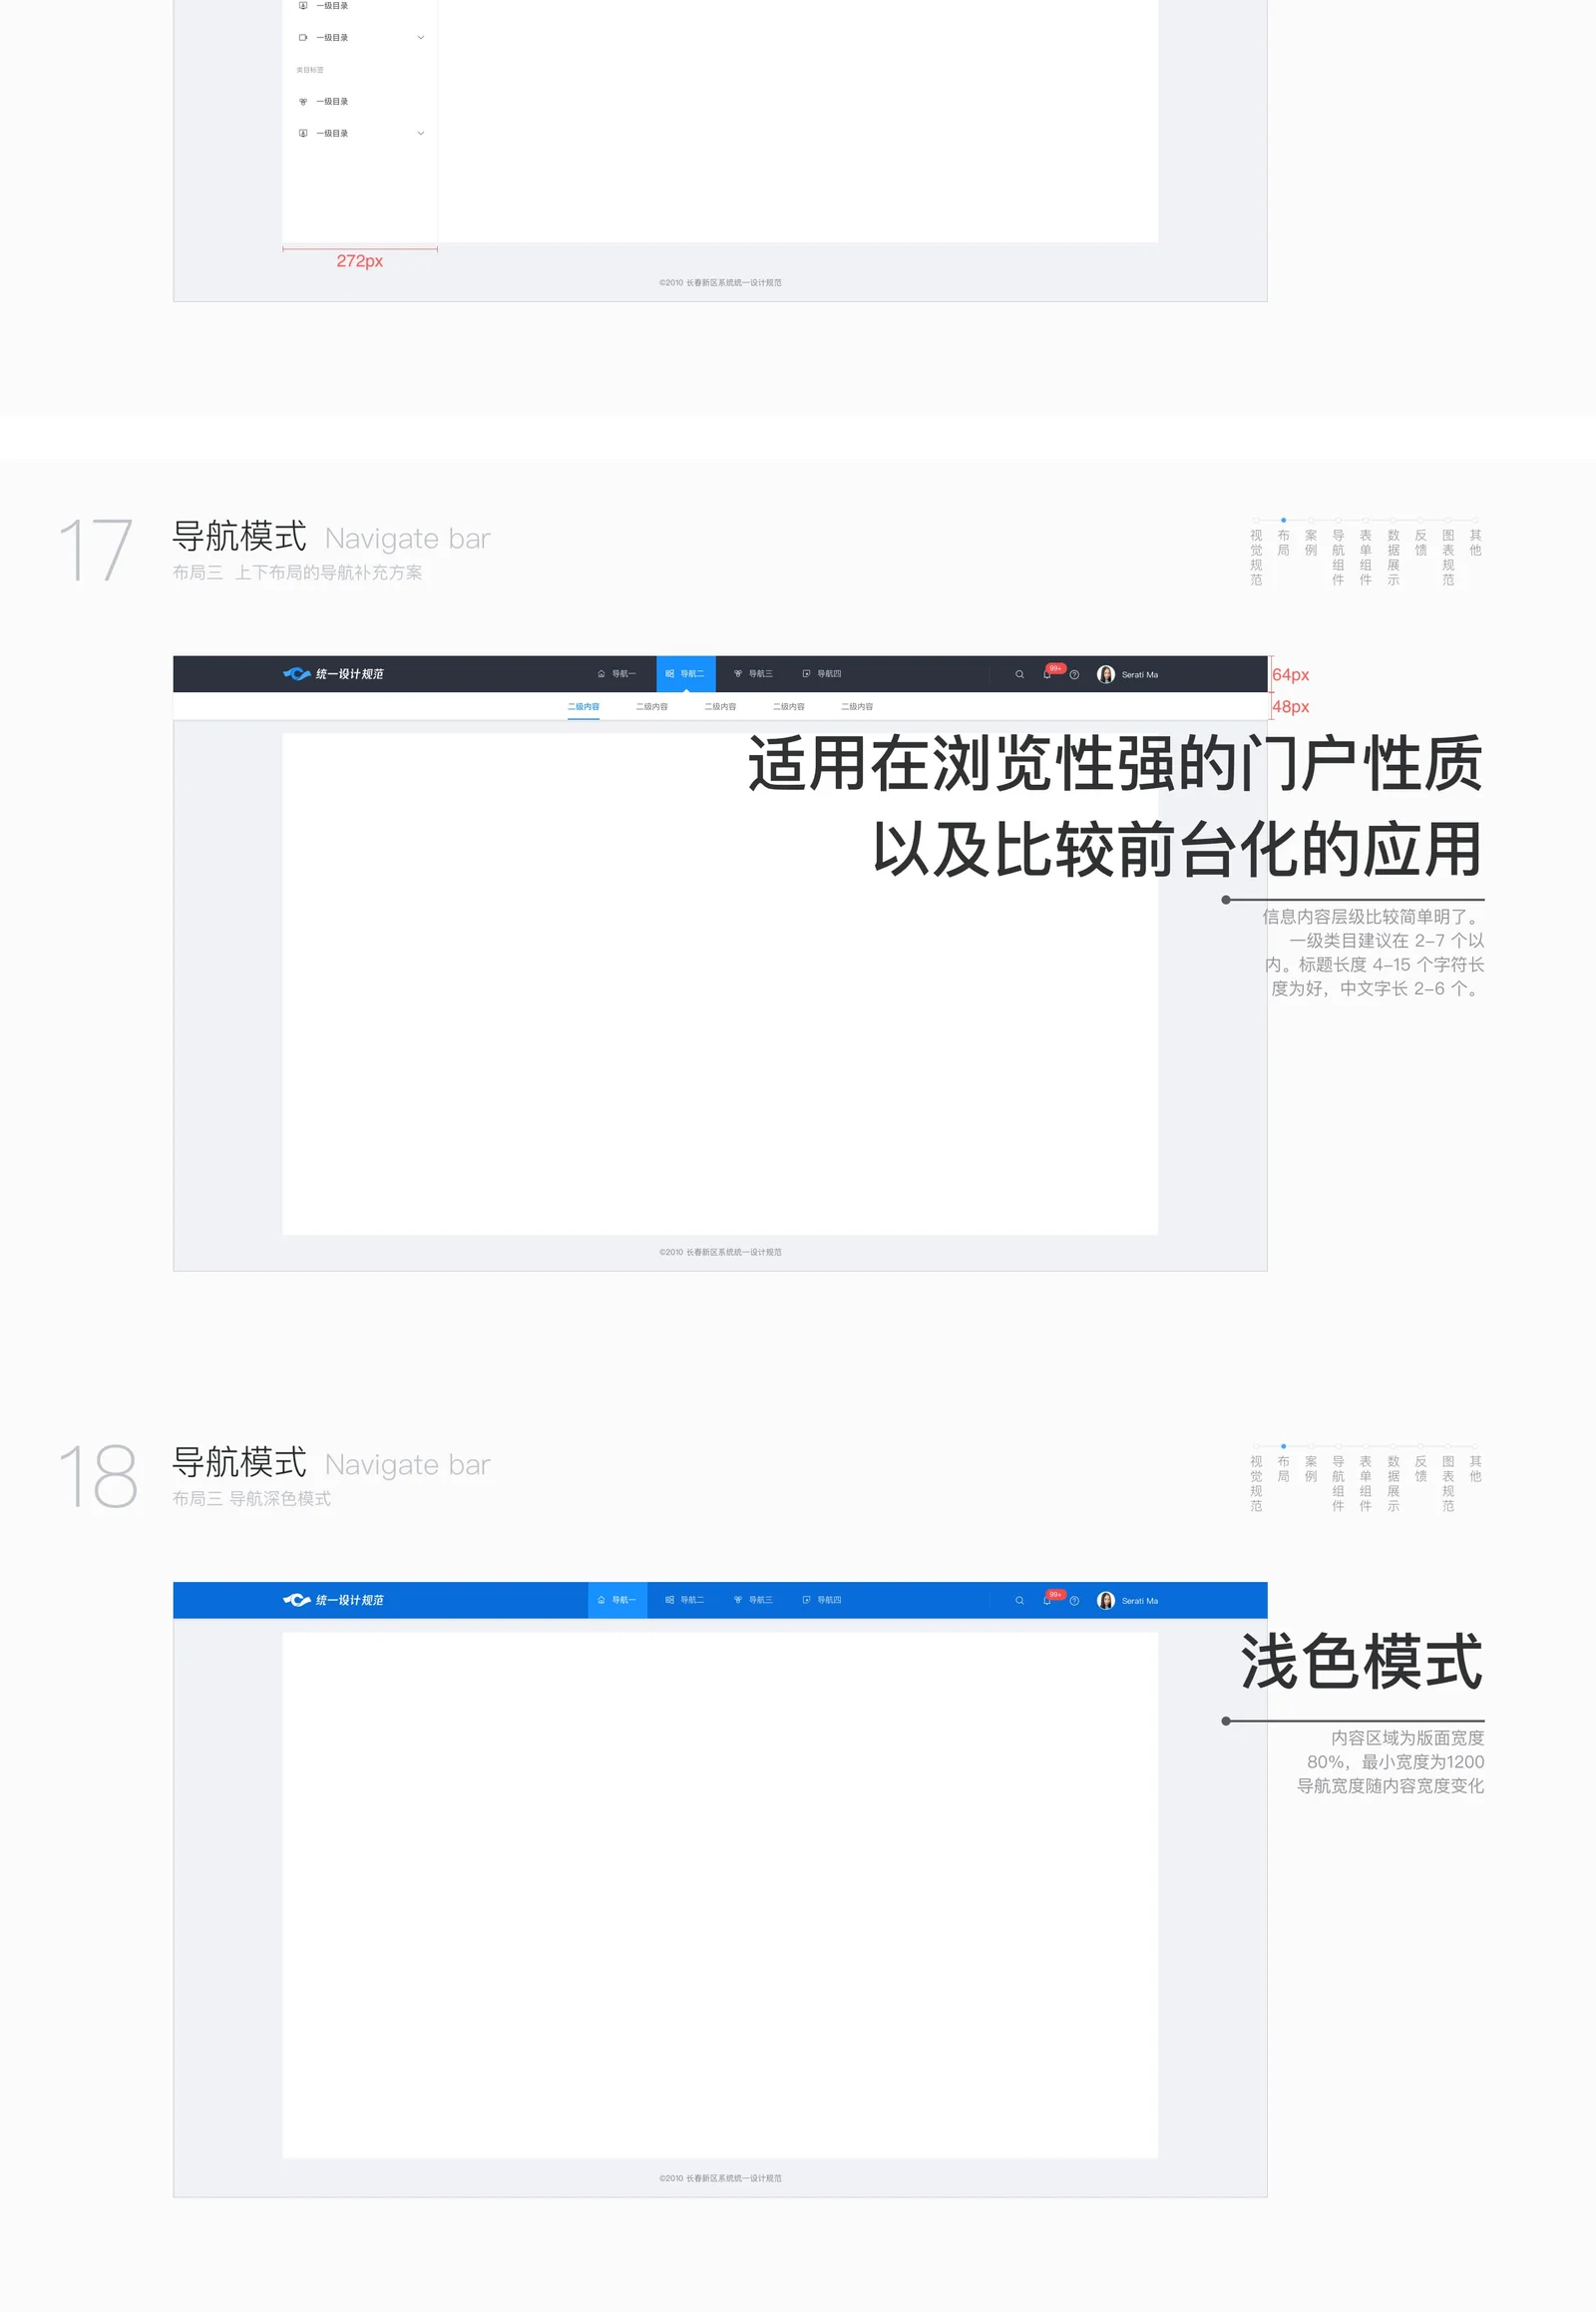 一级目录
一级目录
类目标签
一级目录
一级目录
272px
©2010 长春新区系统统一设计规范
17
导航模式 Navigate bar
布局三 上下布局的导航补充方案
视觉规范 布局 案例 导航组件 表单组件 数据展示 反馈 图表规范 其他
统一设计规范 导航一 导航二 导航三 导航四 99+ Serati Ma
64px
二级内容 二级内容 二级内容 二级内容 二级内容
48px
适用在浏览性强的门户性质
以及比较前台化的应用
信息内容层级比较简单明了。
一级类目建议在 2-7 个以
内。标题长度 4-15 个字符长
度为好，中文字长 2-6 个。
©2010 长春新区系统统一设计规范
18
导航模式 Navigate bar
布局三 导航深色模式
视觉规范 布局 案例 导航组件 表单组件 数据展示 反馈 图表规范 其他
统一设计规范 导航一 导航二 导航三 导航四 99+ Serati Ma
浅色模式
内容区域为版面宽度
80%，最小宽度为1200
导航宽度随内容宽度变化
©2010 长春新区系统统一设计规范